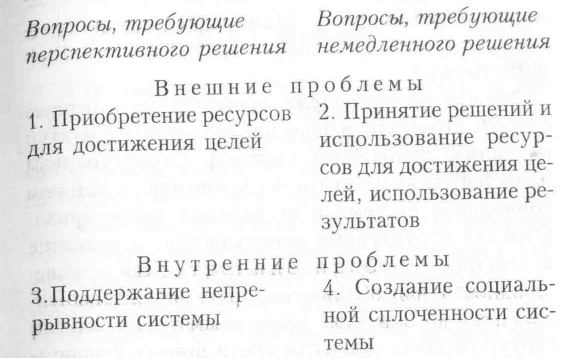 Вопросы, требующие
перспективного решения
Вопросы, требующие
немедленного решения
Внешние проблемы
1. Приобретение ресурсов
для достижения целей
2. Принятие решений и
использование ресур-
сов для достижения це-
лей, использование ре-
зультатов
Внутренние проблемы
3.Поддержание непре-
рывности системы
4. Создание социаль-
ной сплоченности сис-
темы